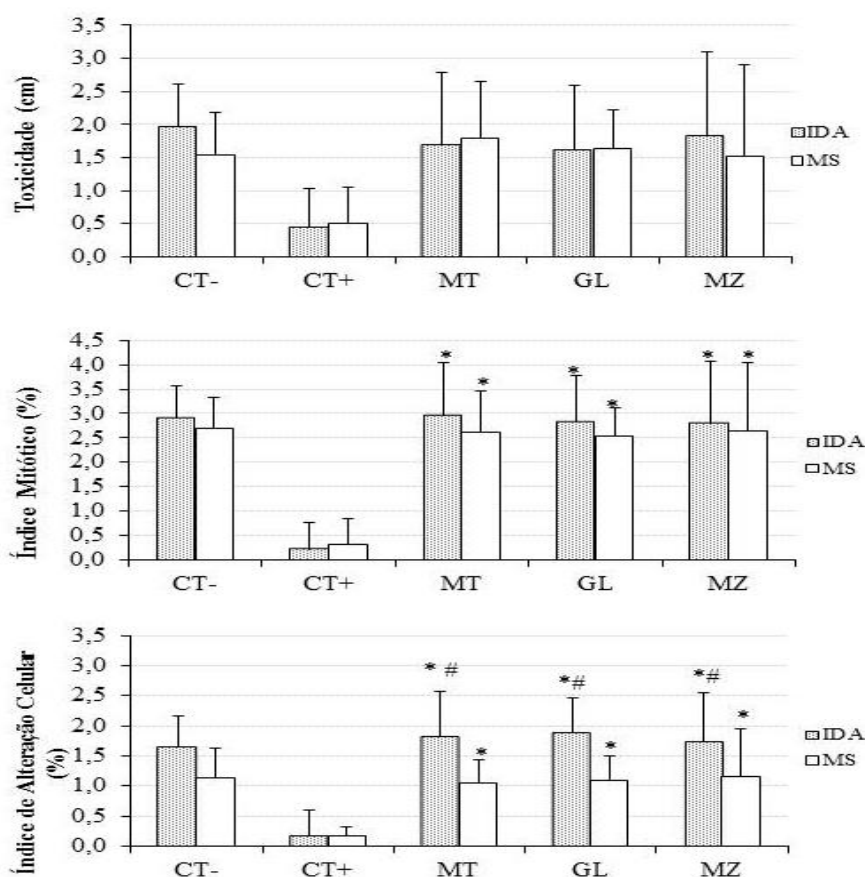 Toxicidade (cm)
3,5
3,0
2,5
2,0
1,5
1,0
0,5
0,0
CT- CT+ MT GL MZ
IDA
MS
Índice Mitótico (%)
4,5
4,0
3,5
3,0
2,5
2,0
1,5
1,0
0,5
0,0
* * * * * *
CT- CT+ MT GL MZ
IDA
MS
Índice de Alteração Celular
(%)
3,5
3,0
2,5
2,0
1,5
1,0
0,5
0,0
* # *# *#
* * *
CT- CT+ MT GL MZ
IDA
MS